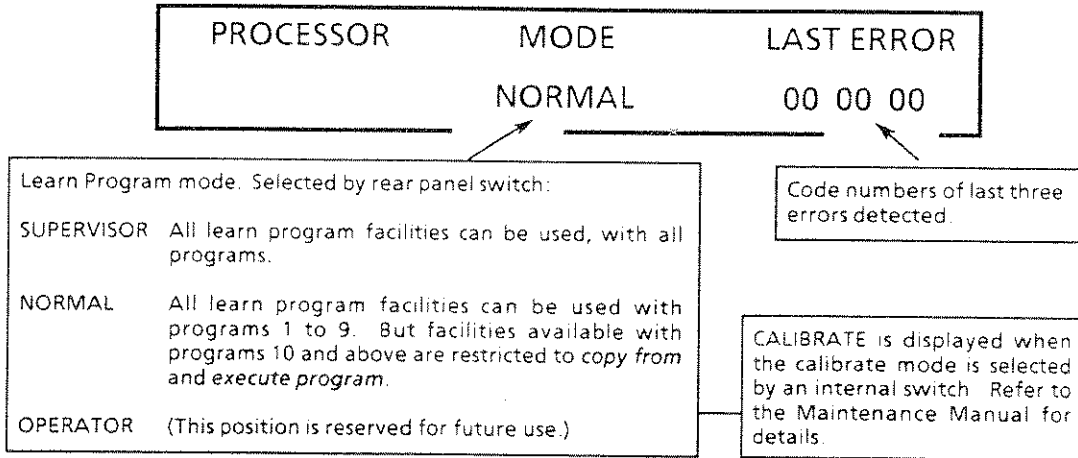 PROCESSOR MODE LAST ERROR
NORMAL 00 00 00
Learn Program mode. Selected by rear panel switch:
SUPERVISOR All learn program facilities can be used, with all
programs.
NORMAL All learn program facilities can be used with
programs 1 to 9. But facilities available with
programs 10 and above are restricted to copy from
and execute program.
OPERATOR (This position is reserved for future use.)
Code numbers of last three
errors detected.
CALIBRATE is displayed when
the calibrate mode is selected
by an internal switch Refer to
the Maintenance Manual for
details.